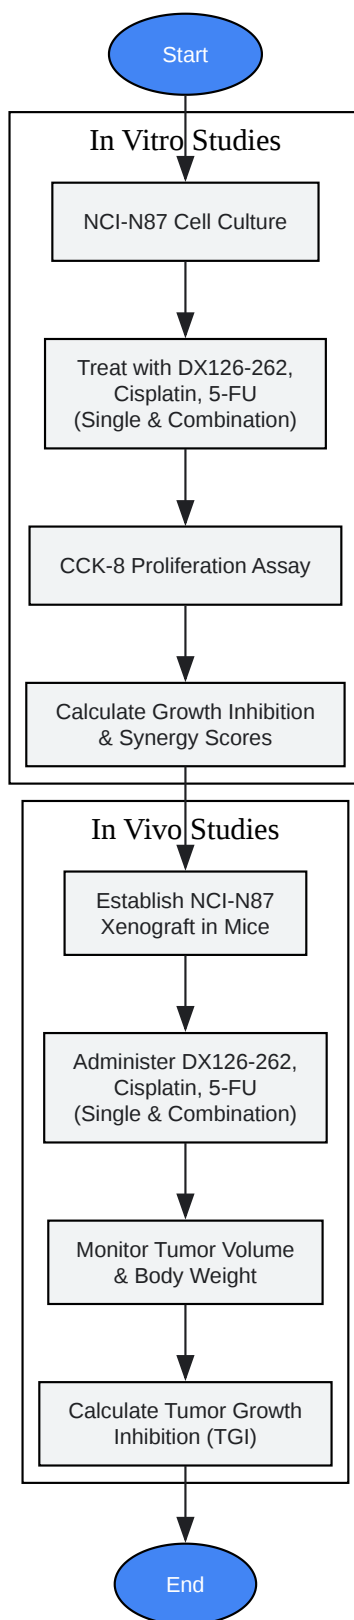 Start
In Vitro Studies
NCI-N87 Cell Culture
Treat with DX126-262,
Cisplatin, 5-FU
(Single & Combination)
CCK-8 Proliferation Assay
Calculate Growth Inhibition
& Synergy Scores
In Vivo Studies
Establish NCI-N87
Xenograft in Mice
Administer DX126-262,
Cisplatin, 5-FU
(Single & Combination)
Monitor Tumor Volume
& Body Weight
Calculate Tumor Growth
Inhibition (TGI)
End